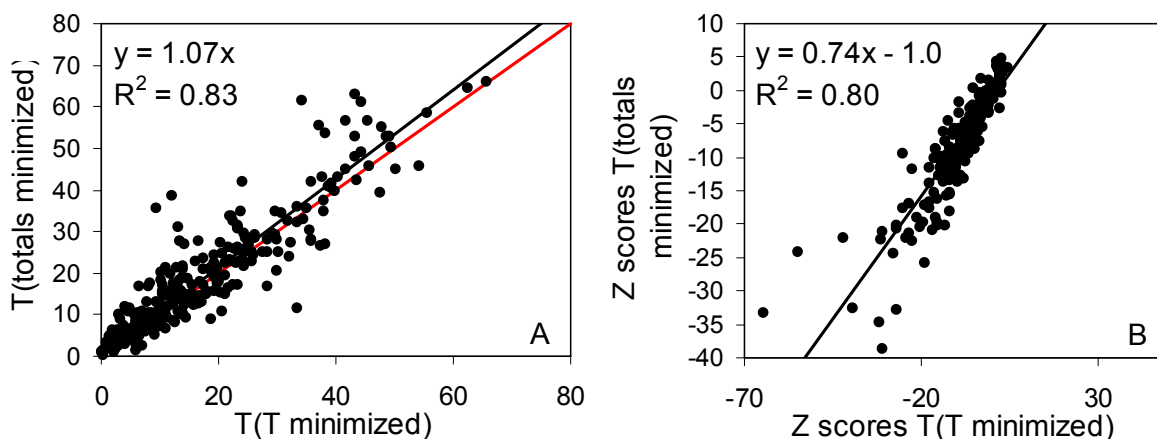 80
70
60
50
40
30
20
10
0
y = 1.07x
R² = 0.83
A
0 20 40 60 80
T(totals minimized)
T(T minimized)
10
5
0
-5
-10
-15
-20
-25
-30
-35
-40
y = 0.74x - 1.0
R² = 0.80
B
-70 -20 30
Z scores T(totals
minimized)
Z scores T(T minimized)